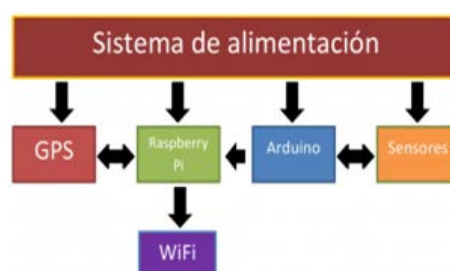 Sistema de alimentación
GPS
Raspberry
Pi
Arduino
Sensores
WiFi